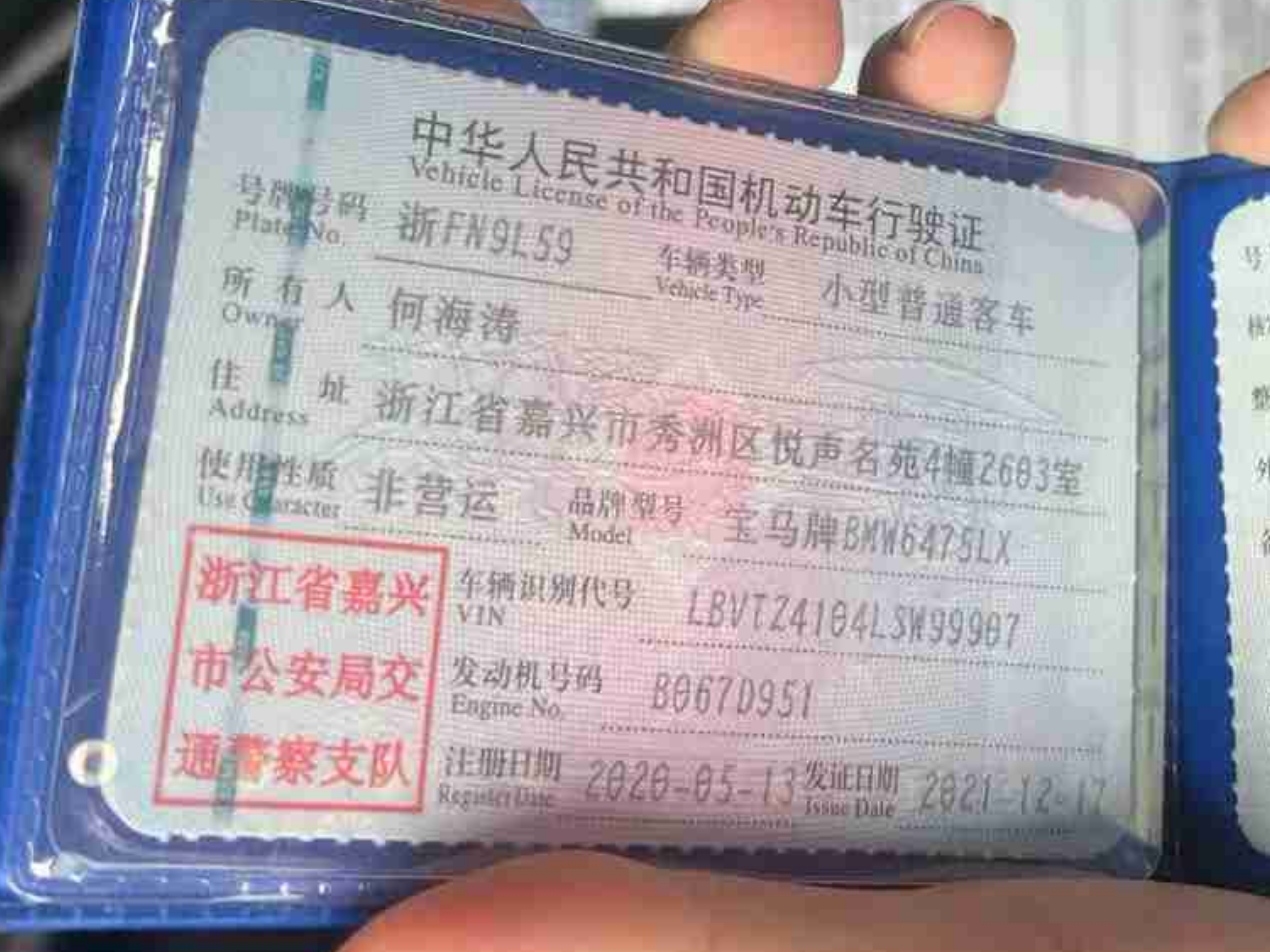 中华人民共和国机动车行驶证
Vehicle License of the People's Republic of China
号牌号码 浙FN9L59 车辆类型 小型普通客车
Plate No. Vehicle Type
所有人 何海涛
Owner
住址 浙江省嘉兴市秀洲区悦声名苑4幢2603室
Address
使用性质 非营运 品牌型号 宝马牌BMW6475LX
Use Character Model
浙江省嘉兴
市公安局交
通警察支队
车辆识别代号 LBVTZ4104LSW99907
VIN
发动机号码 B067D951
Engine No.
注册日期 2020-05-13 发证日期 2021-12-17
Register Date Issue Date
号